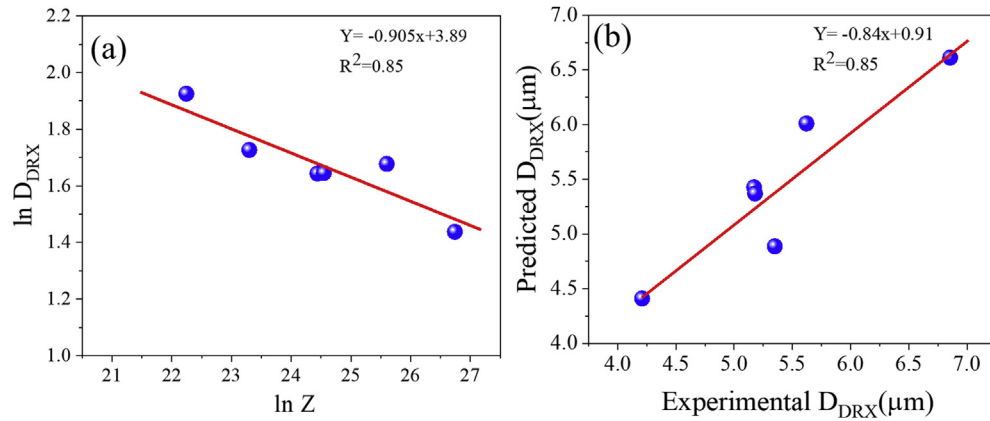 (a)
Y= -0.905x+3.89
R²=0.85
ln D_DRX
2.2
2.0
1.8
1.6
1.4
1.2
1.0
21 22 23 24 25 26 27
ln Z
(b)
Y= -0.84x+0.91
R²=0.85
Predicted D_DRX(μm)
7.0
6.5
6.0
5.5
5.0
4.5
4.0
4.0 4.5 5.0 5.5 6.0 6.5 7.0
Experimental D_DRX(μm)